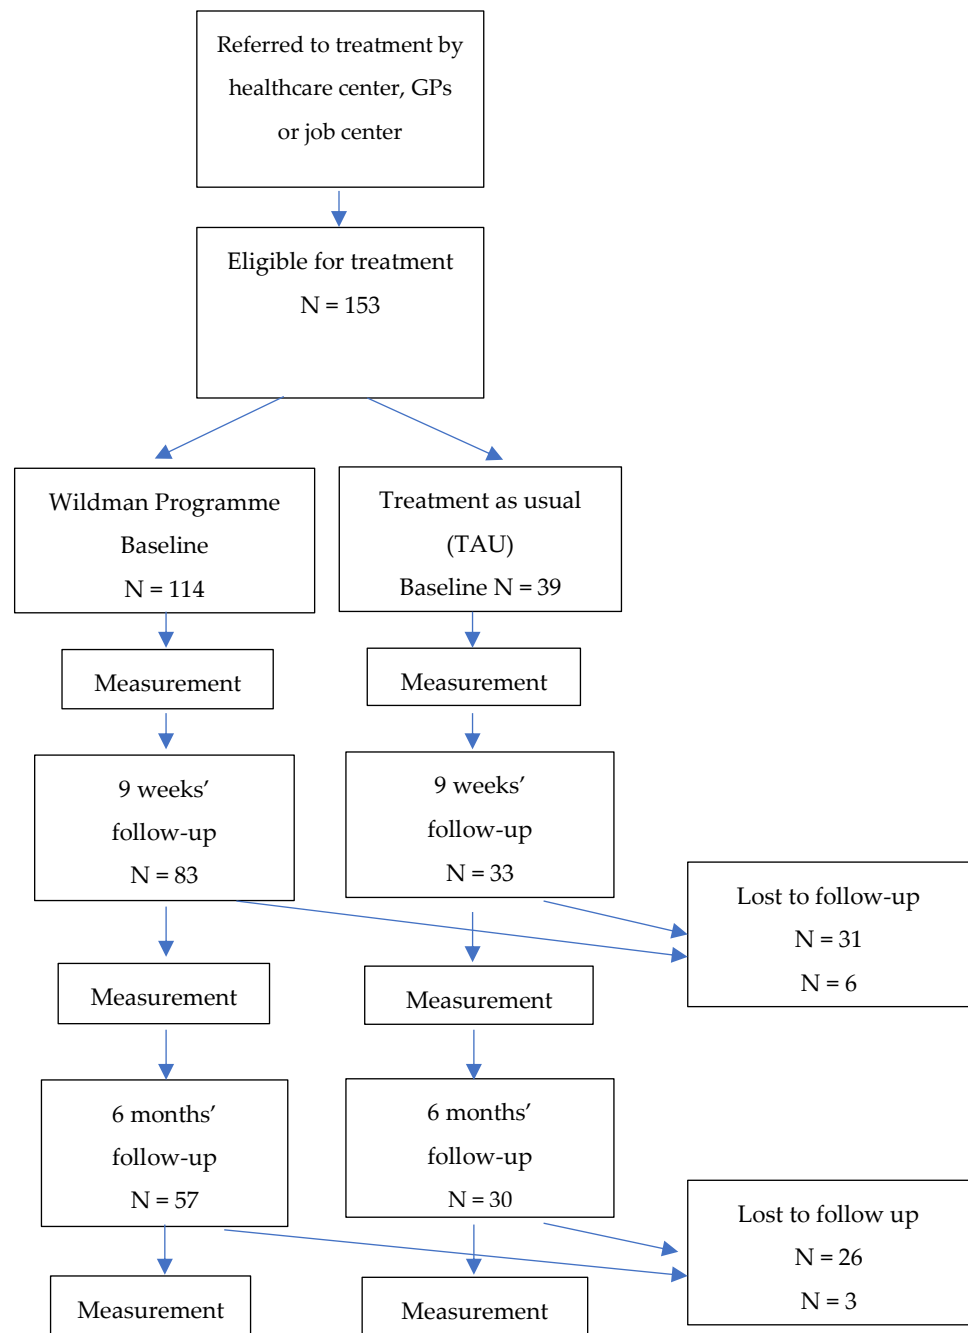 Referred to treatment by
healthcare center, GPs
or job center
Eligible for treatment
N = 153
Wildman Programme
Baseline
N = 114
Treatment as usual
(TAU)
Baseline N = 39
Measurement
Measurement
9 weeks’
follow-up
N = 83
9 weeks’
follow-up
N = 33
Lost to follow-up
N = 31
N = 6
Measurement
Measurement
6 months’
follow-up
N = 57
6 months’
follow-up
N = 30
Lost to follow up
N = 26
N = 3
Measurement
Measurement